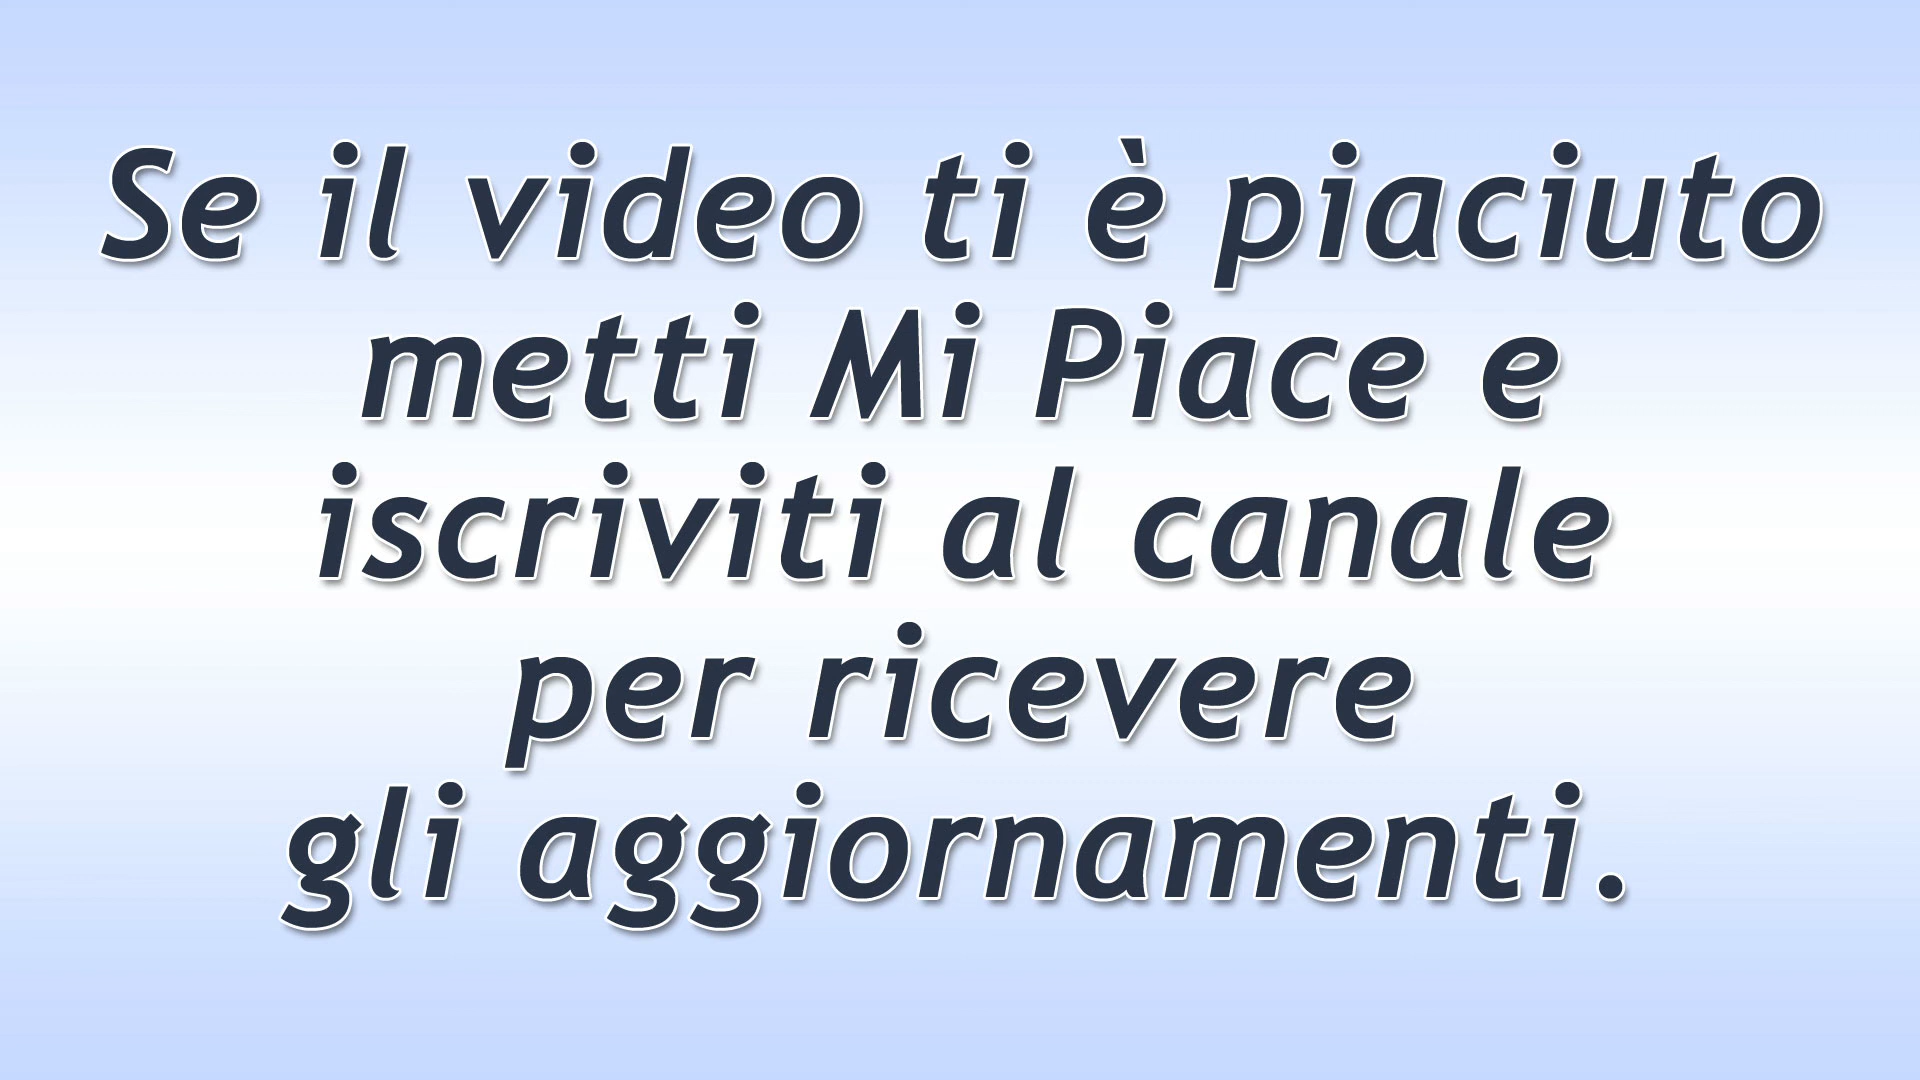 Se il video ti è piaciuto
metti Mi Piace e
iscriviti al canale
per ricevere
gli aggiornamenti.